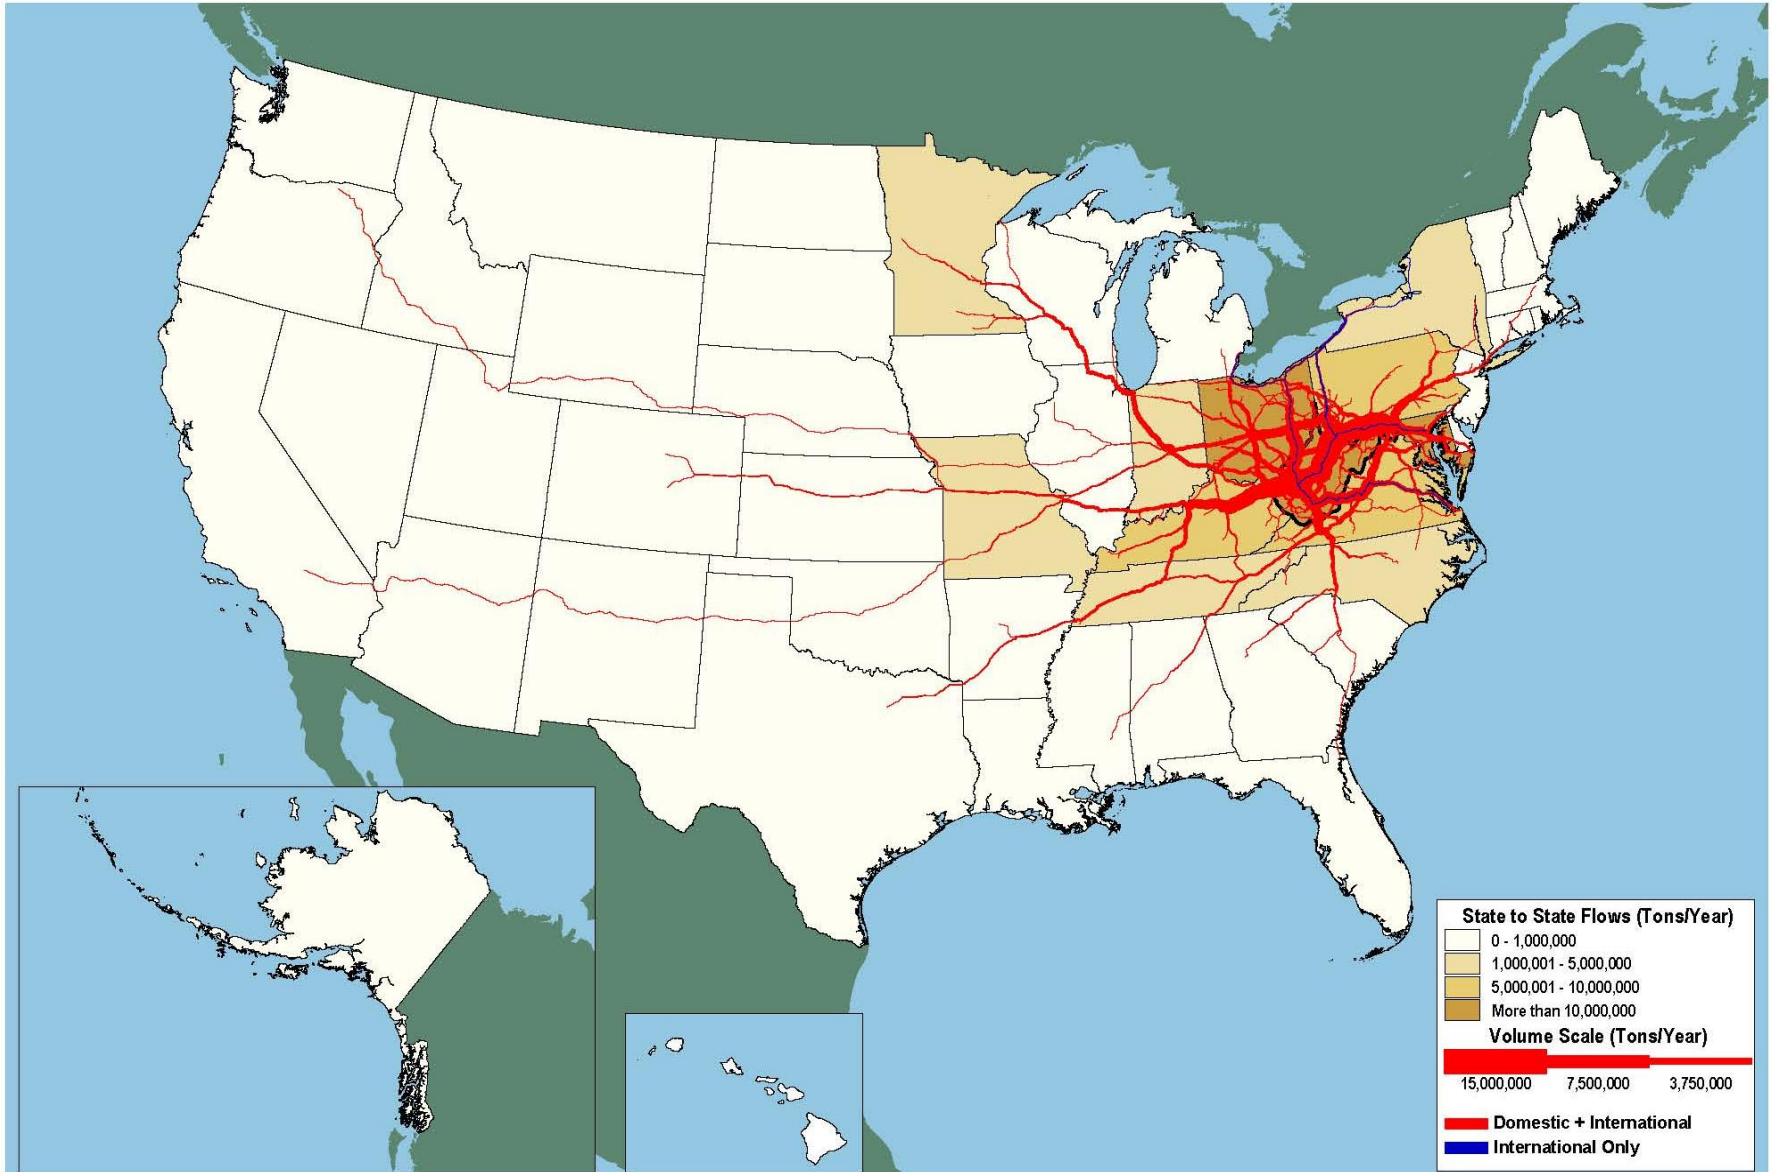 State to State Flows (Tons/Year)
0 - 1,000,000
1,000,001 - 5,000,000
5,000,001 - 10,000,000
More than 10,000,000
Volume Scale (Tons/Year)
15,000,000 7,500,000 3,750,000
Domestic + International
International Only